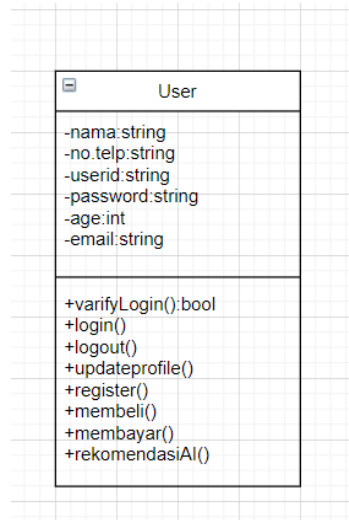 User
-nama:string
-no.telp:string
-userid:string
-password:string
-age:int
-email:string
+varifyLogin():bool
+login()
+logout()
+updateprofile()
+register()
+membeli()
+membayar()
+rekomendasiAI()